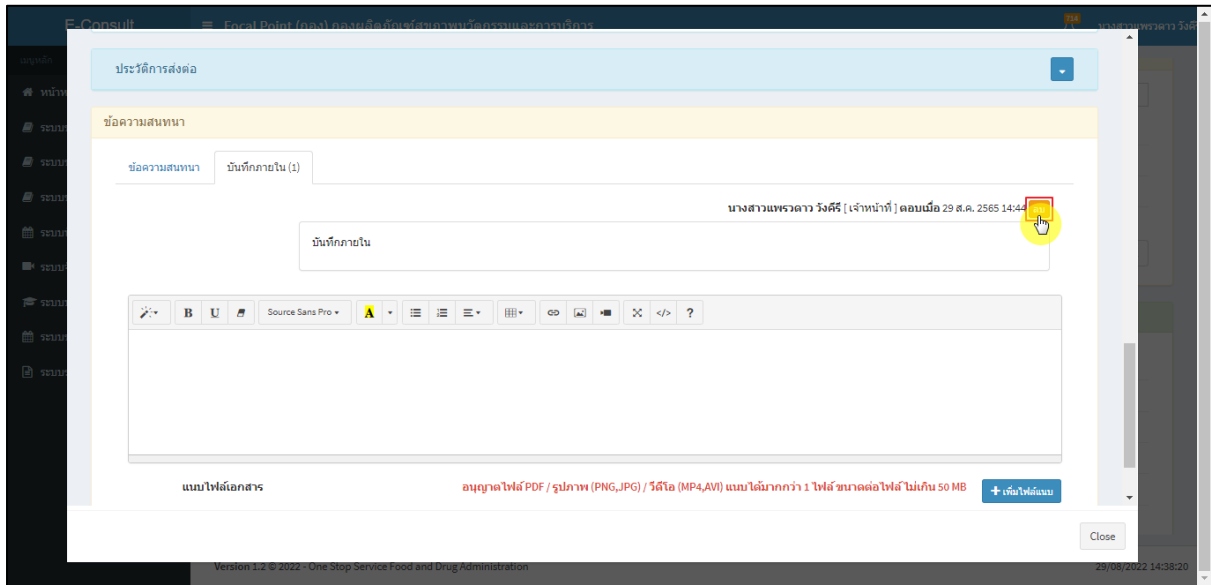 E-Consult
Focal Point (กอง) กองผลิตภัณฑ์สุขภาพนวัตกรรมและการบริการ
714
นางสาวแพรวดาว วังคีรี
เมนูหลัก
ประวัติการส่งต่อ
ข้อความสนทนา
ข้อความสนทนา
บันทึกภายใน (1)
นางสาวแพรวดาว วังคีรี [ เจ้าหน้าที่ ] ตอบเมื่อ 29 ส.ค. 2565 14:44
ลบ
บันทึกภายใน
B U Source Sans Pro A </> ?
แนบไฟล์เอกสาร
อนุญาตไฟล์ PDF / รูปภาพ (PNG,JPG) / วีดีโอ (MP4,AVI) แนบได้มากกว่า 1 ไฟล์ ขนาดต่อไฟล์ ไม่เกิน 50 MB
+ เพิ่มไฟล์แนบ
Close
Version 1.2 © 2022 - One Stop Service Food and Drug Administration
29/08/2022 14:38:20